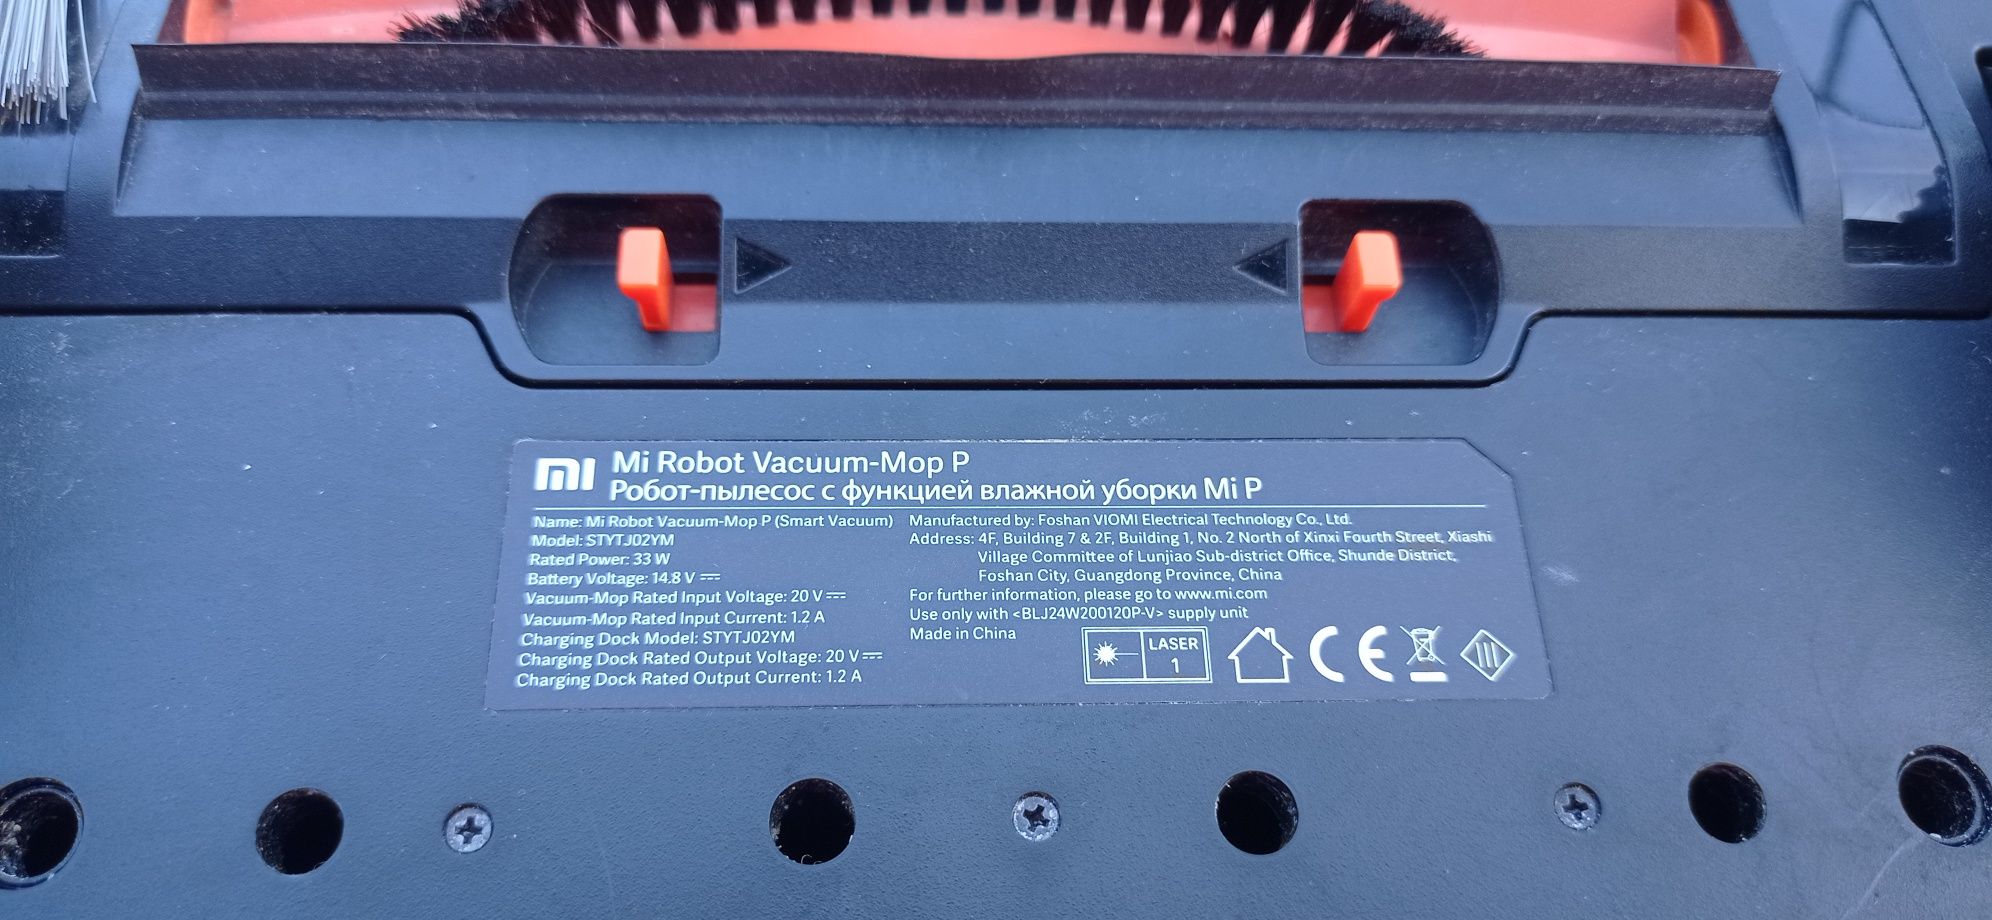 mi Mi Robot Vacuum-Mop P
Робот-пылесос с функцией влажной уборки Mi P
Name: Mi Robot Vacuum-Mop P (Smart Vacuum)
Model: STYTJ02YM
Rated Power: 33 W
Battery Voltage: 14.8 V ⎓
Vacuum-Mop Rated Input Voltage: 20 V ⎓
Vacuum-Mop Rated Input Current: 1.2 A
Charging Dock Model: STYTJ02YM
Charging Dock Rated Output Voltage: 20 V ⎓
Charging Dock Rated Output Current: 1.2 A
Manufactured by: Foshan VIOMI Electrical Technology Co., Ltd.
Address: 4F, Building 7 & 2F, Building 1, No. 2 North of Xinxi Fourth Street, Xiashi
Village Committee of Lunjiao Sub-district Office, Shunde District,
Foshan City, Guangdong Province, China
For further information, please go to www.mi.com
Use only with <BLJ24W200120P-V> supply unit
Made in China
LASER
1
CE